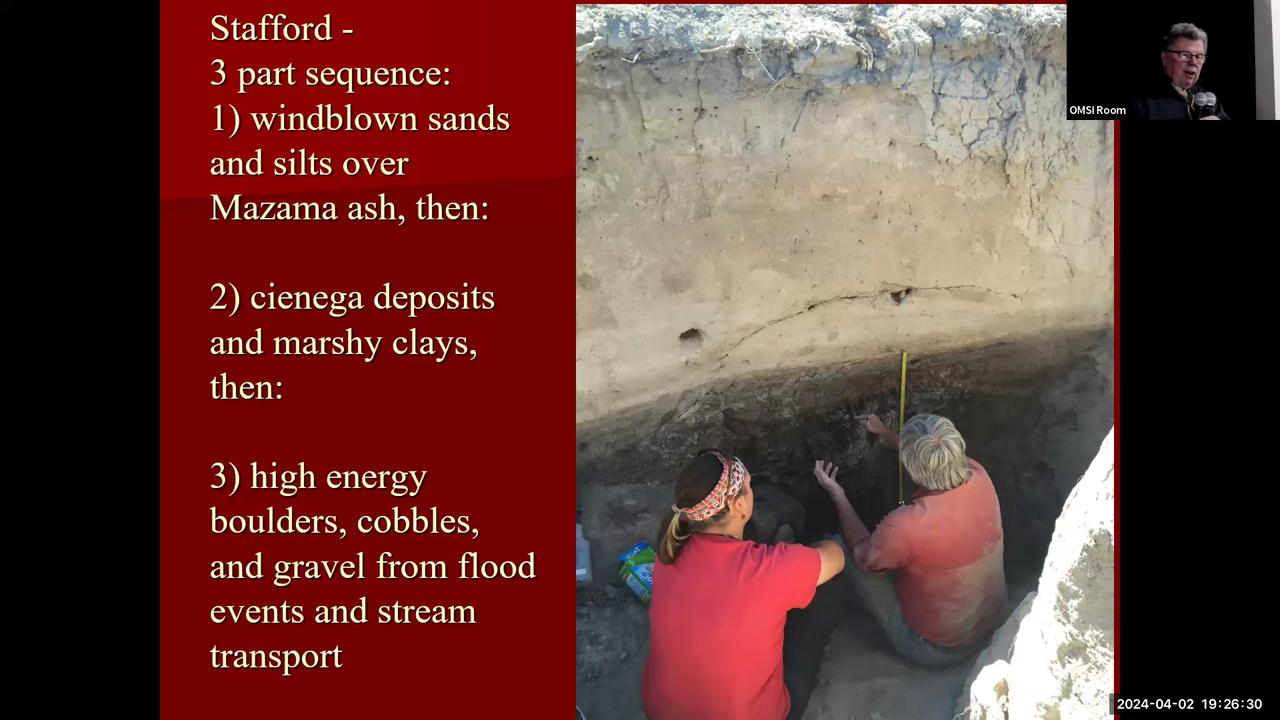 Stafford -
3 part sequence:
1) windblown sands
and silts over
Mazama ash, then:
2) cienega deposits
and marshy clays,
then:
3) high energy
boulders, cobbles,
and gravel from flood
events and stream
transport
OMSI Room
2024-04-02 19:26:30